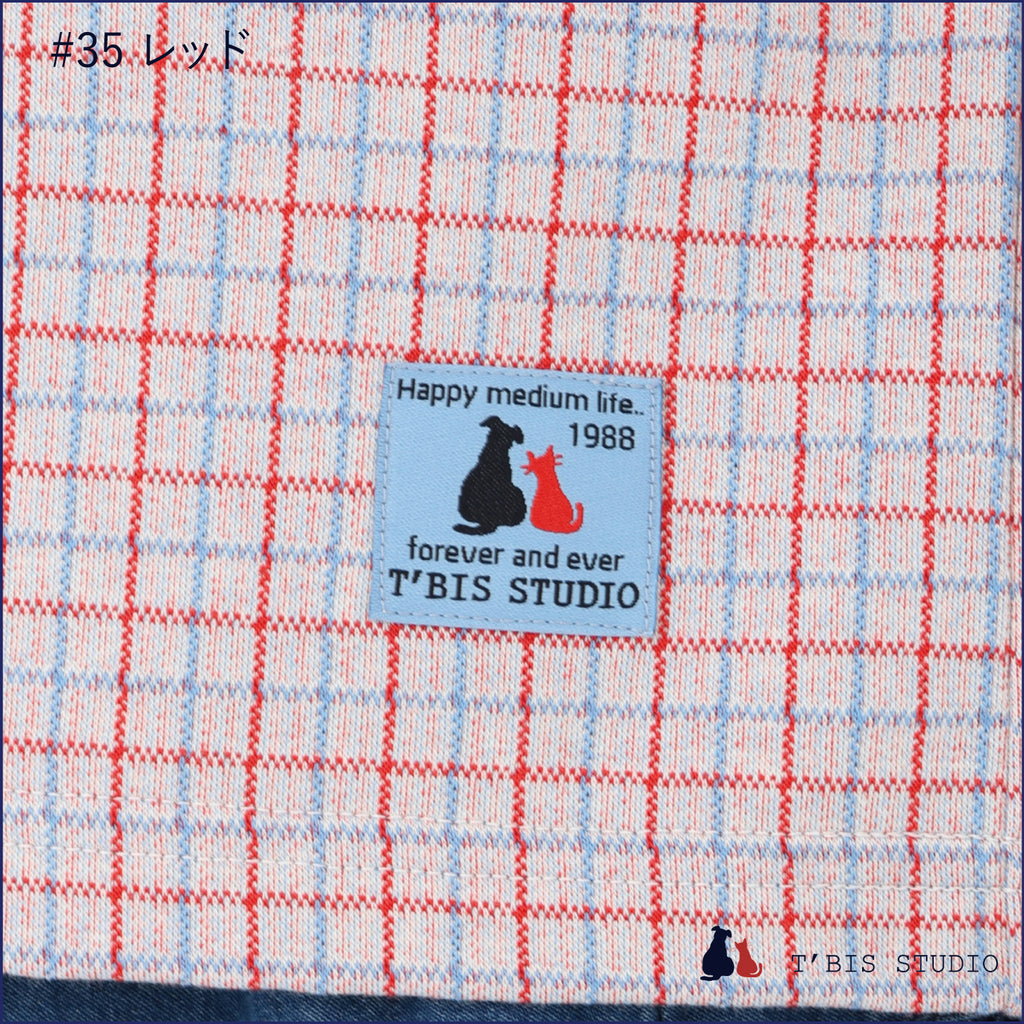 #35 レッド
Happy medium life..
1988
forever and ever
T'BIS STUDIO
T'BIS STUDIO